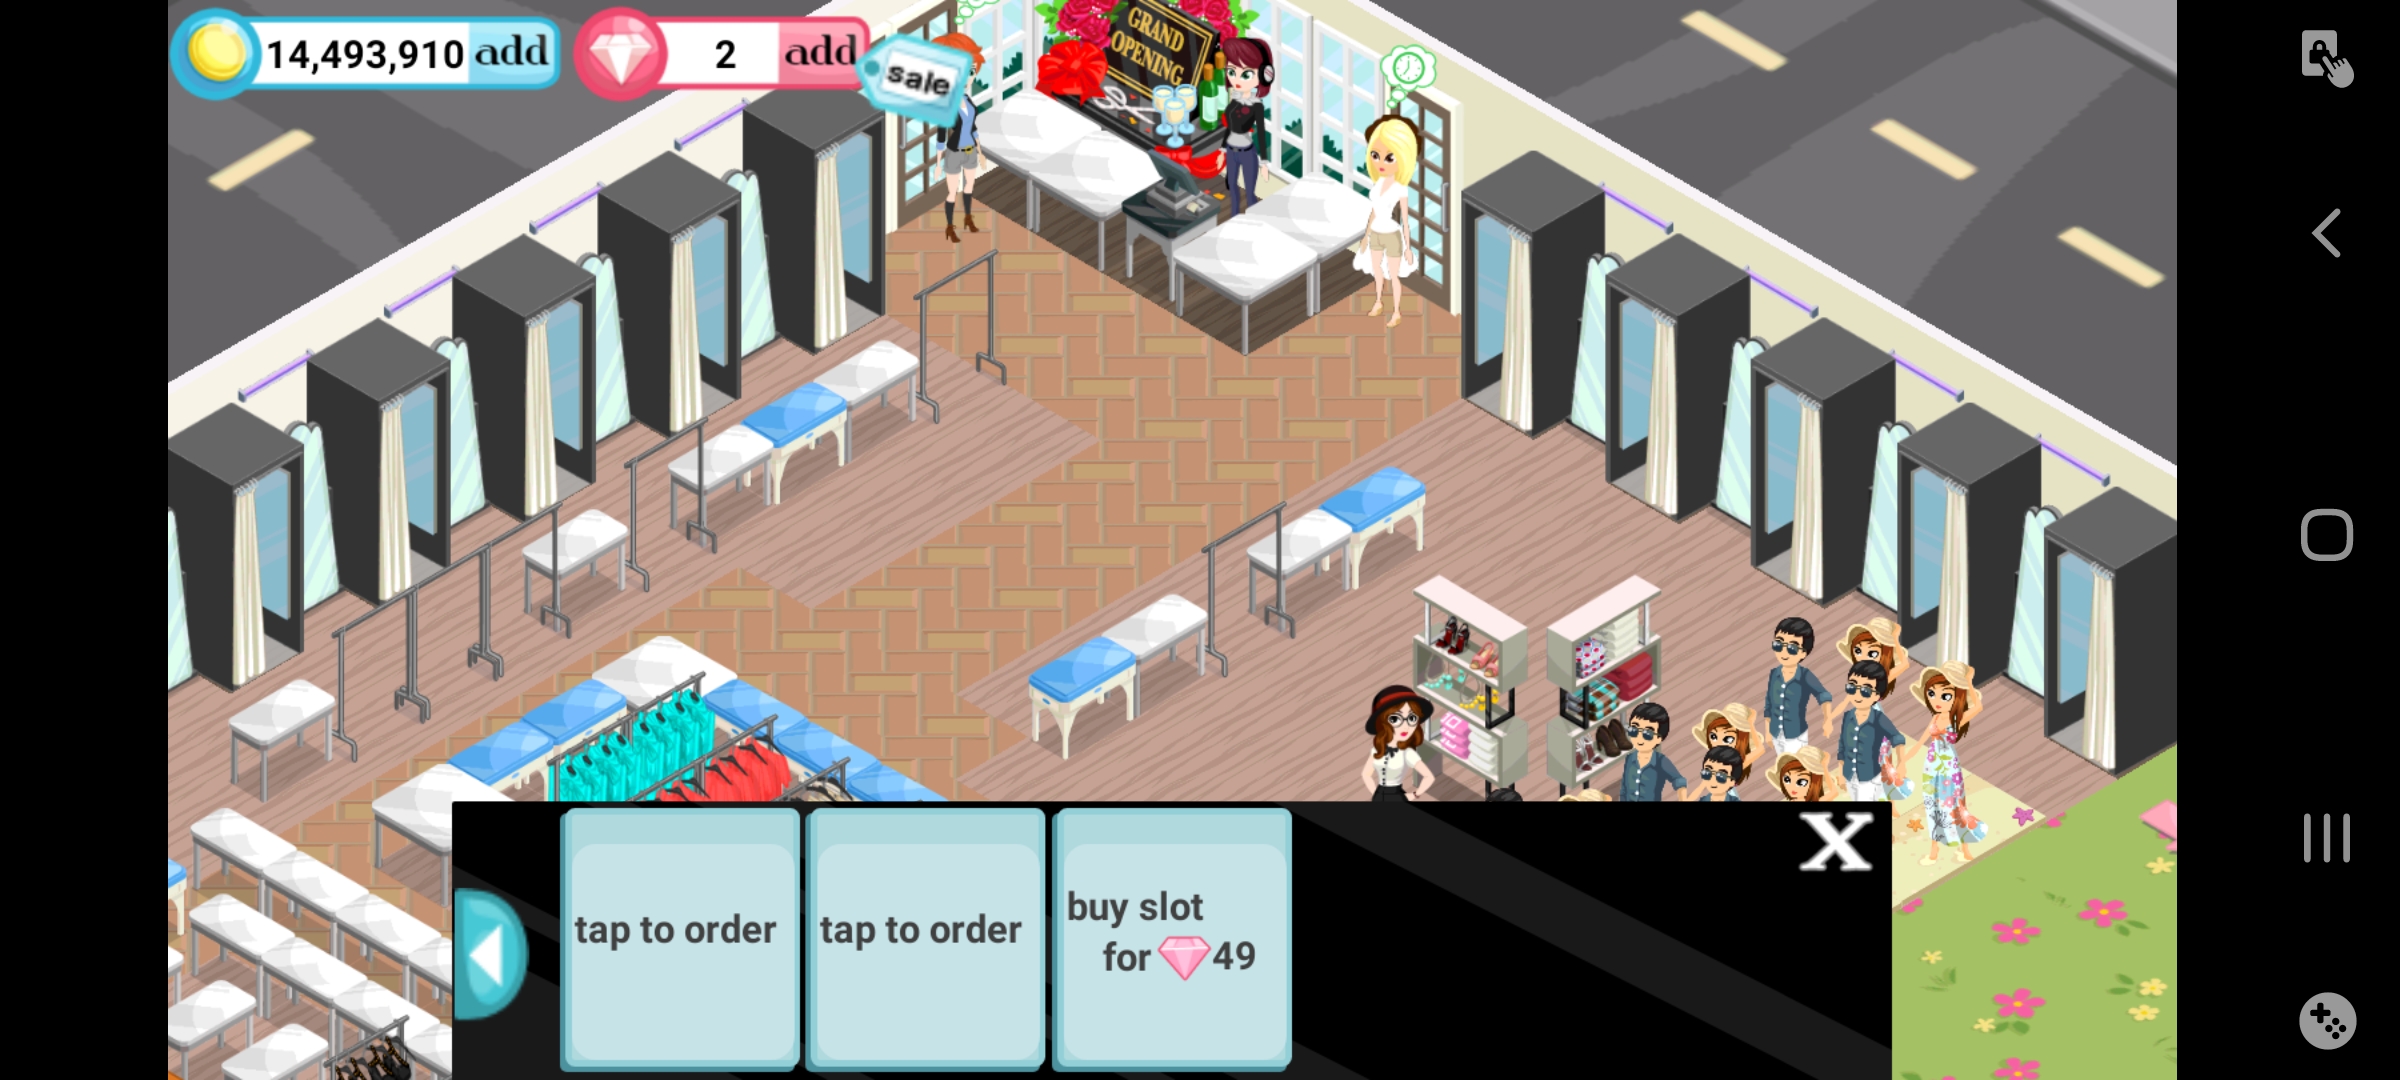 14,493,910 add
2 add
sale
GRAND
OPENING
tap to order
tap to order
buy slot
for 49
X